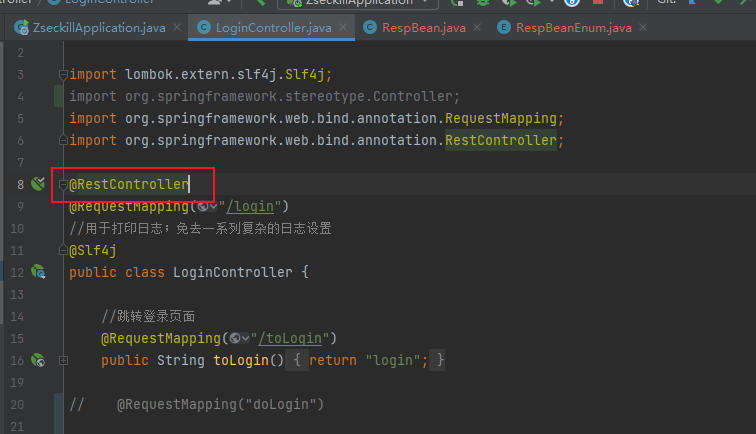 LoginController
ZseckillApplication
Git:
ZseckillApplication.java
LoginController.java
RespBean.java
RespBeanEnum.java
2
3 import lombok.extern.slf4j.Slf4j;
4 import org.springframework.stereotype.Controller;
5 import org.springframework.web.bind.annotation.RequestMapping;
6 import org.springframework.web.bind.annotation.RestController;
7
8 @RestController
9 @RequestMapping("/login")
10 //用于打印日志；免去一系列复杂的日志设置
11 @Slf4j
12 public class LoginController {
13
14 //跳转登录页面
15 @RequestMapping("/toLogin")
16 public String toLogin() { return "login"; }
19
20 // @RequestMapping("doLogin")
21